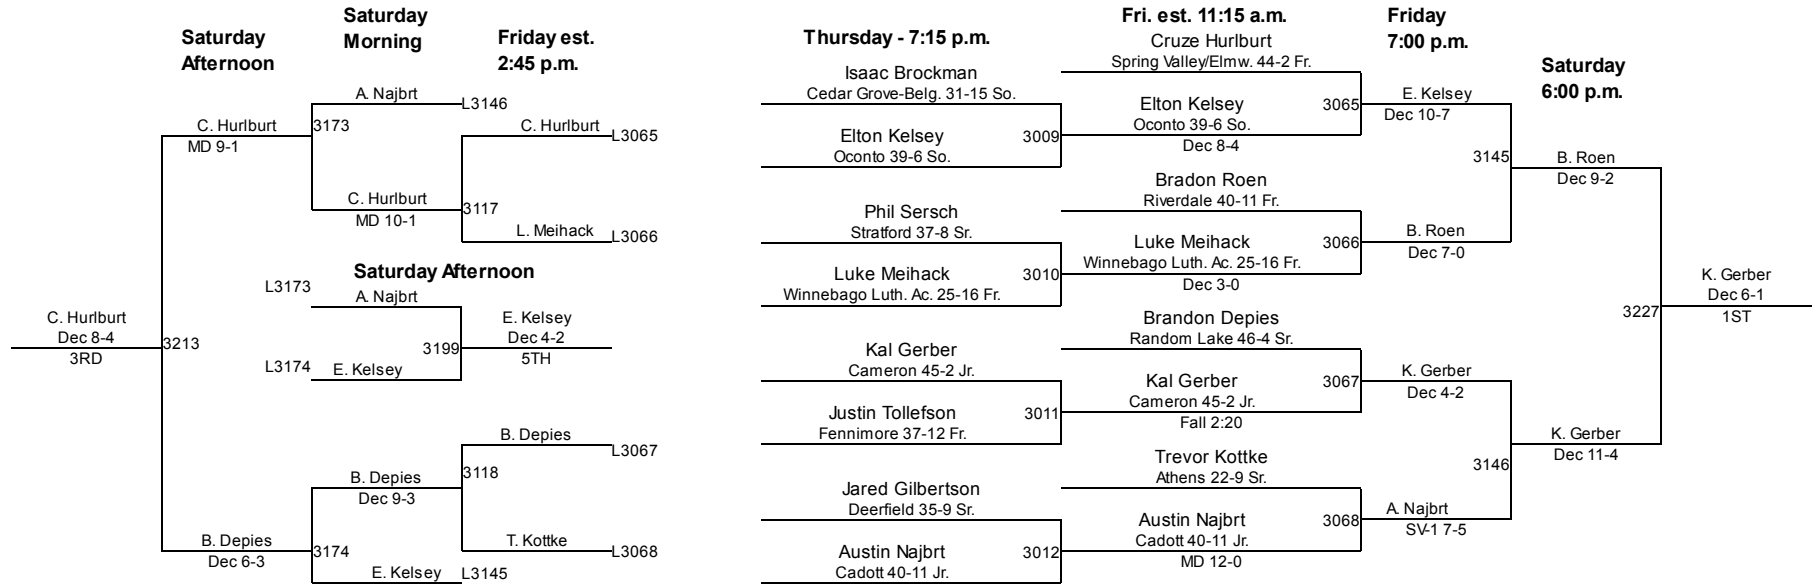 Saturday
Afternoon
Saturday
Morning
Friday est.
2:45 p.m.
A. Najbrt
L3146
C. Hurlburt
MD 9-1
3173
C. Hurlburt
L3065
C. Hurlburt
MD 10-1
3117
L. Meihack
L3066
Saturday Afternoon
L3173
A. Najbrt
C. Hurlburt
Dec 8-4
3RD
3213
3199
E. Kelsey
Dec 4-2
5TH
L3174
E. Kelsey
B. Depies
L3067
B. Depies
Dec 9-3
3118
B. Depies
Dec 6-3
3174
T. Kottke
L3068
E. Kelsey
L3145
Thursday - 7:15 p.m.
Isaac Brockman
Cedar Grove-Belg. 31-15 So.
Elton Kelsey
Oconto 39-6 So.
3009
Phil Sersch
Stratford 37-8 Sr.
Luke Meihack
Winnebago Luth. Ac. 25-16 Fr.
3010
Kal Gerber
Cameron 45-2 Jr.
Justin Tollefson
Fennimore 37-12 Fr.
3011
Jared Gilbertson
Deerfield 35-9 Sr.
Austin Najbrt
Cadott 40-11 Jr.
3012
Fri. est. 11:15 a.m.
Cruze Hurlburt
Spring Valley/Elmw. 44-2 Fr.
Elton Kelsey
Oconto 39-6 So.
Dec 8-4
3065
Bradon Roen
Riverdale 40-11 Fr.
Luke Meihack
Winnebago Luth. Ac. 25-16 Fr.
Dec 3-0
3066
Brandon Depies
Random Lake 46-4 Sr.
Kal Gerber
Cameron 45-2 Jr.
Fall 2:20
3067
Trevor Kottke
Athens 22-9 Sr.
Austin Najbrt
Cadott 40-11 Jr.
MD 12-0
3068
Friday
7:00 p.m.
E. Kelsey
Dec 10-7
3145
B. Roen
Dec 7-0
K. Gerber
Dec 4-2
3146
A. Najbrt
SV-1 7-5
Saturday
6:00 p.m.
B. Roen
Dec 9-2
3227
K. Gerber
Dec 11-4
K. Gerber
Dec 6-1
1ST